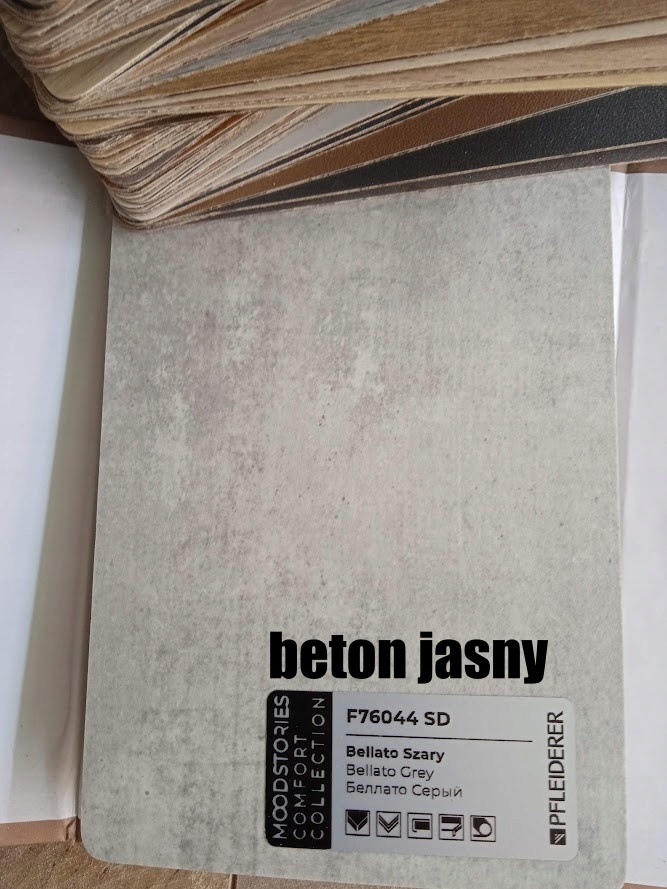 beton jasny
MOODSTORIES
COMFORT
COLLECTION
F76044 SD
Bellato Szary
Bellato Grey
Беллато Серый
PFLEIDERER